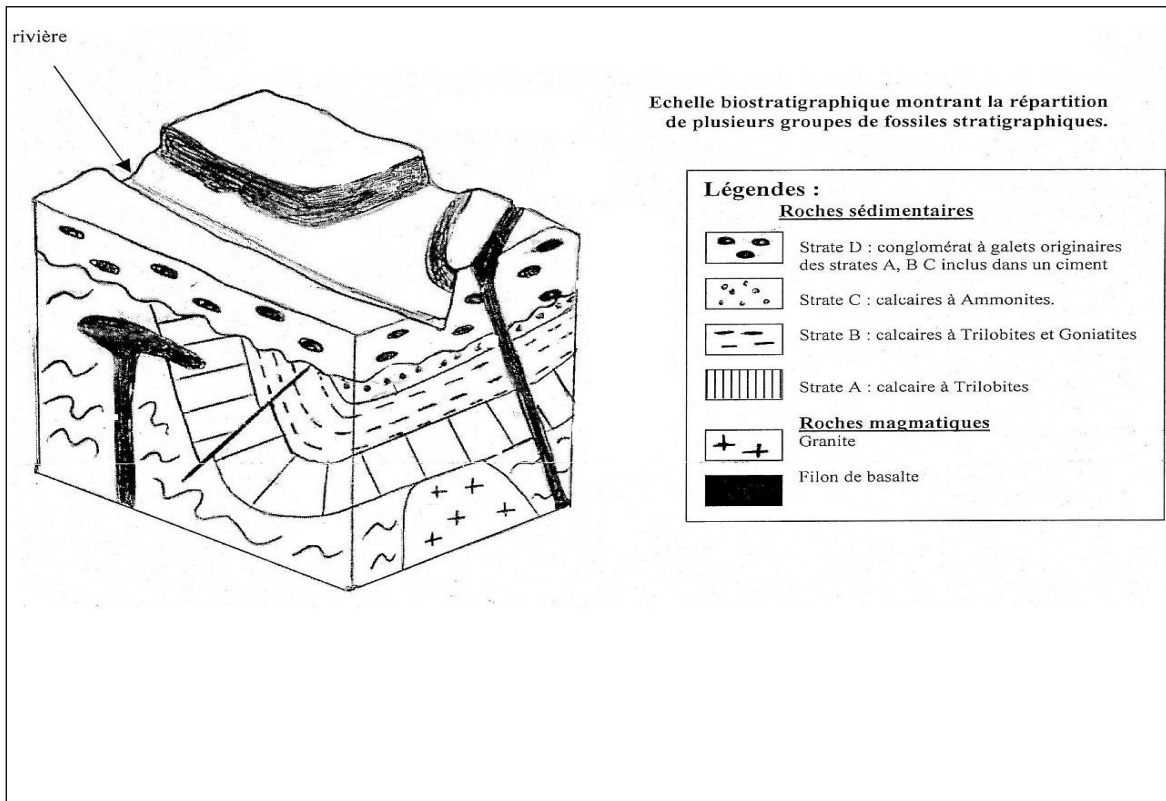 rivière
Echelle biostratigraphique montrant la répartition
de plusieurs groupes de fossiles stratigraphiques.
Légendes :
Roches sédimentaires
Strate D : conglomérat à galets originaires
des strates A, B C inclus dans un ciment
Strate C : calcaires à Ammonites.
Strate B : calcaires à Trilobites et Goniatites
Strate A : calcaire à Trilobites
Roches magmatiques
Granite
Filon de basalte